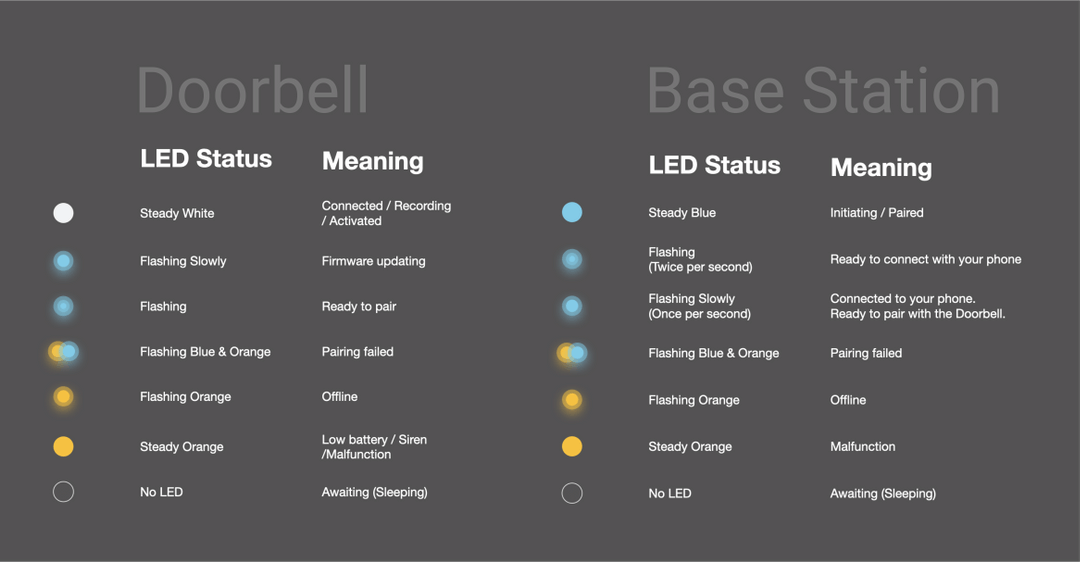 Doorbell
LED Status Meaning
Steady White Connected / Recording
/ Activated
Flashing Slowly Firmware updating
Flashing Ready to pair
Flashing Blue & Orange Pairing failed
Flashing Orange Offline
Steady Orange Low battery / Siren
/Malfunction
No LED Awaiting (Sleeping)
Base Station
LED Status Meaning
Steady Blue Initiating / Paired
Flashing
(Twice per second) Ready to connect with your phone
Flashing Slowly Connected to your phone.
(Once per second) Ready to pair with the Doorbell.
Flashing Blue & Orange Pairing failed
Flashing Orange Offline
Steady Orange Malfunction
No LED Awaiting (Sleeping)